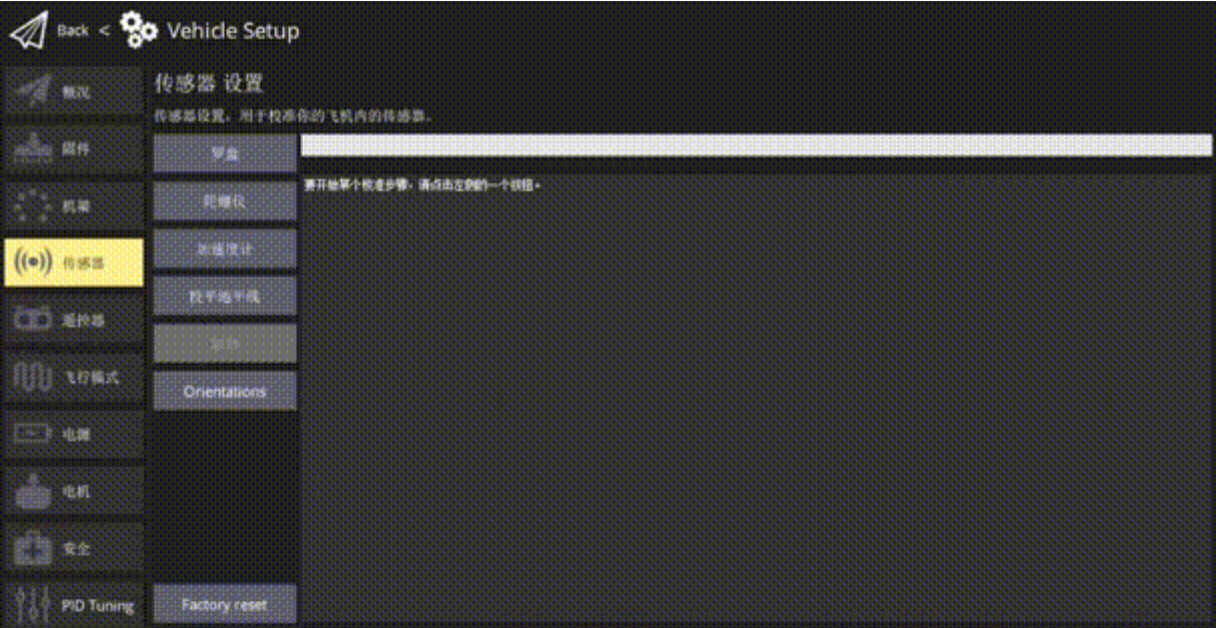 Back < Vehicle Setup
概况
固件
机架
传感器
遥控器
飞行模式
电源
电机
安全
PID Tuning
传感器 设置
传感器设置，用于校准你的飞机内的传感器。
罗盘
陀螺仪
加速度计
校平地平线
Orientations
Factory reset
要开始某个校准步骤，请点击左侧的一个按钮。